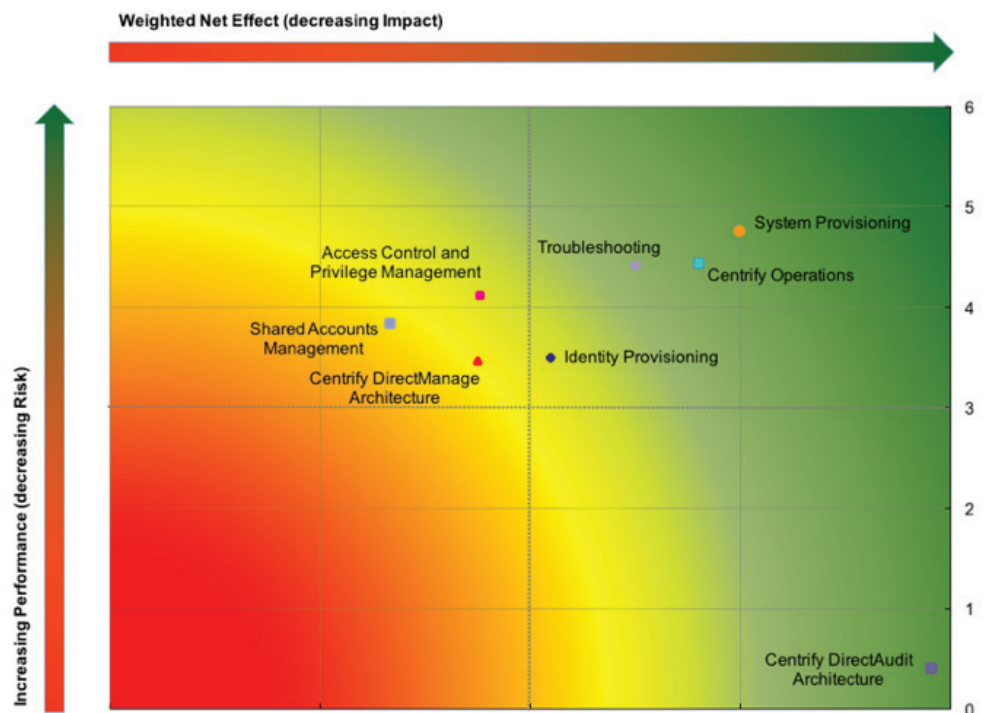 Weighted Net Effect (decreasing Impact)
Increasing Performance (decreasing Risk)
6
5
4
3
2
1
0
System Provisioning
Troubleshooting
Centrify Operations
Access Control and
Privilege Management
Shared Accounts
Management
Identity Provisioning
Centrify DirectManage
Architecture
Centrify DirectAudit
Architecture